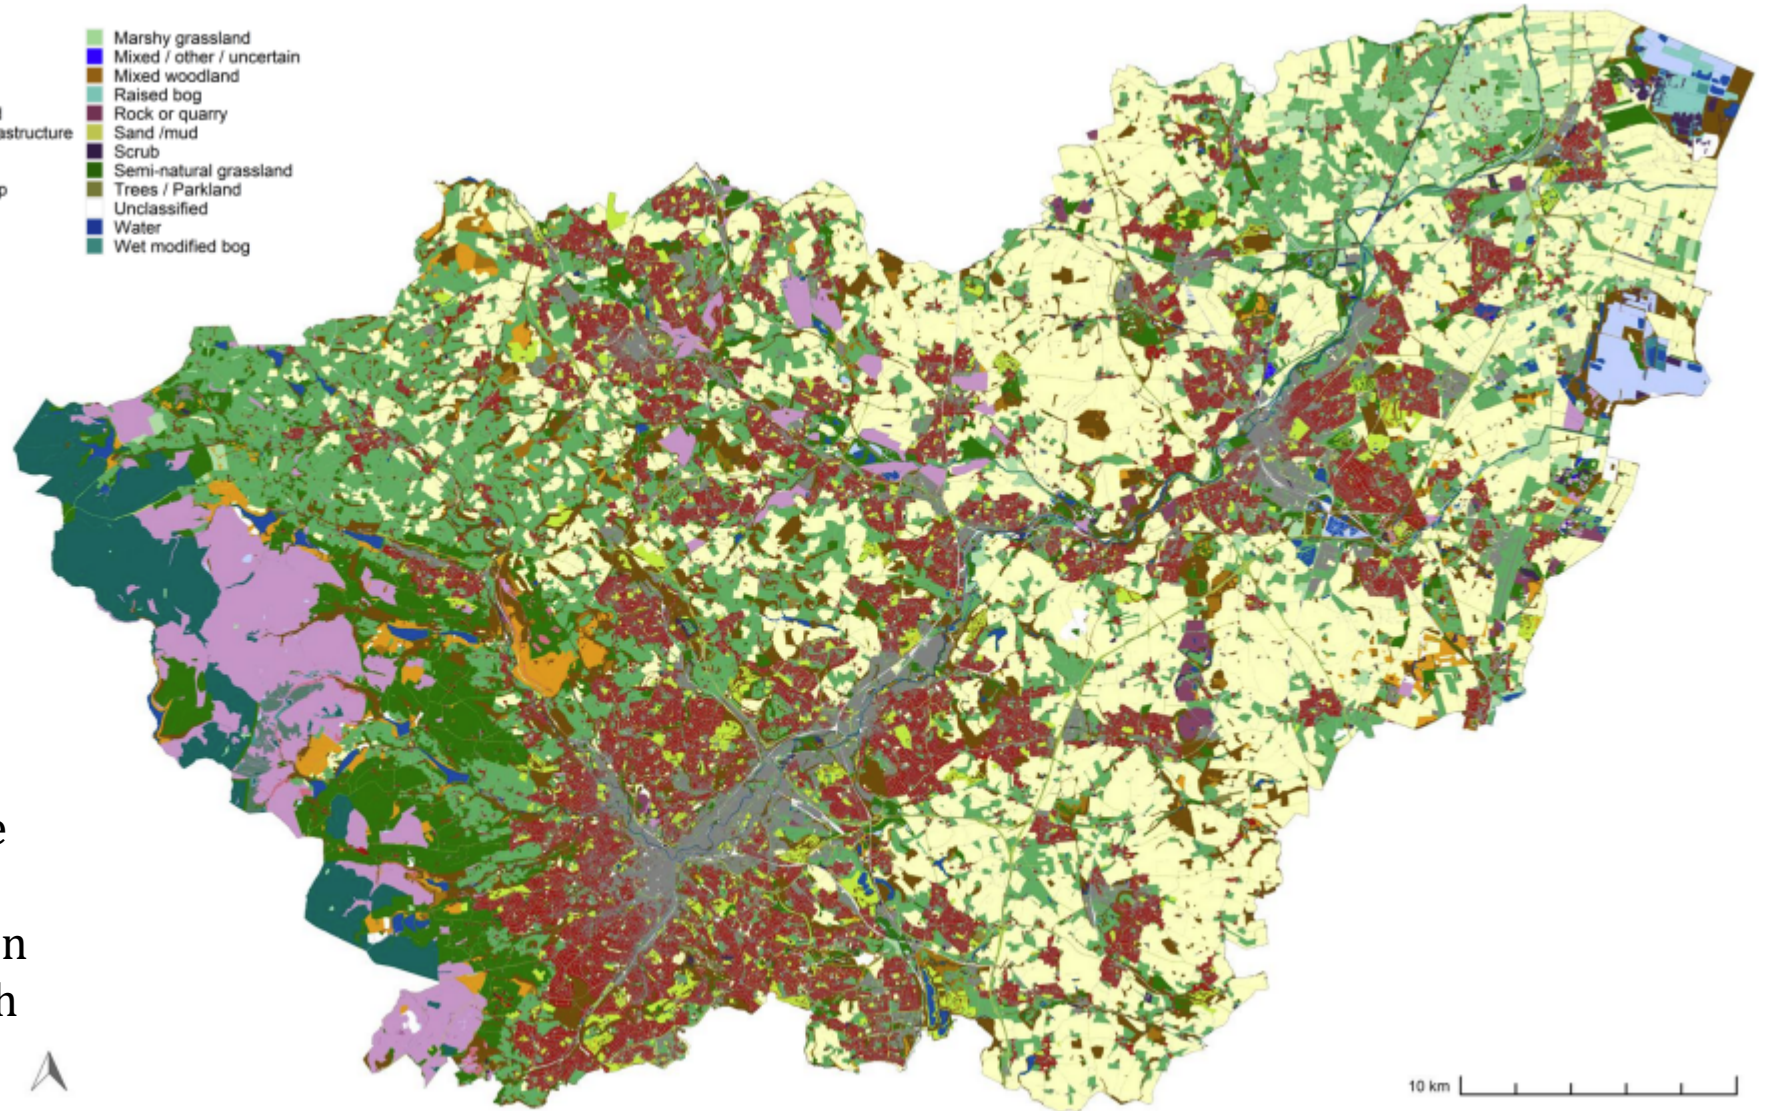 Marshy grassland
Mixed / other / uncertain
Mixed woodland
Raised bog
Rock or quarry
astructure
Sand /mud
Scrub
Semi-natural grassland
p
Trees / Parkland
Unclassified
Water
Wet modified bog
e
n
h
10 km